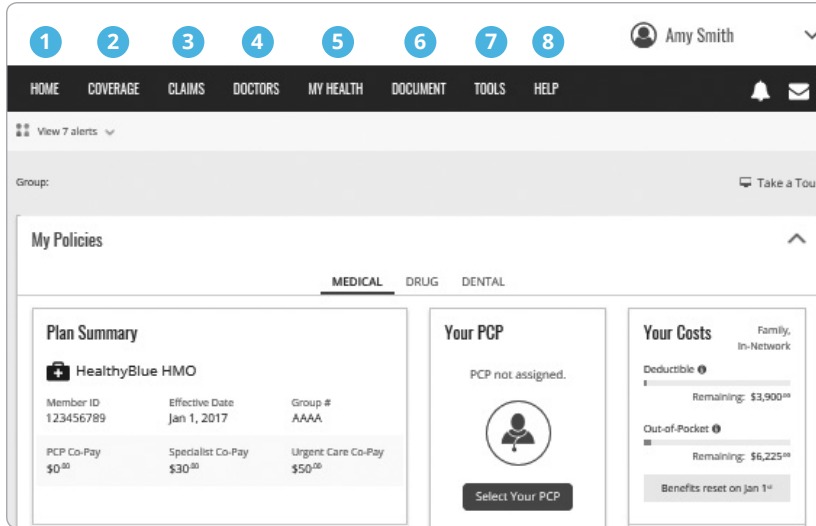 Amy Smith
1 2 3 4 5 6 7 8
HOME COVERAGE CLAIMS DOCTORS MY HEALTH DOCUMENT TOOLS HELP
View 7 alerts
Group:
Take a Tou
My Policies
MEDICAL DRUG DENTAL
Plan Summary
HealthyBlue HMO
Member ID Effective Date Group #
123456789 Jan 1, 2017 AAAA
PCP Co-Pay Specialist Co-Pay Urgent Care Co-Pay
$0.00 $30.00 $50.00
Your PCP
PCP not assigned.
Select Your PCP
Your Costs
Family,
In-Network
Deductible
Remaining: $3,900.00
Out-of-Pocket
Remaining: $6,225.00
Benefits reset on Jan 1st